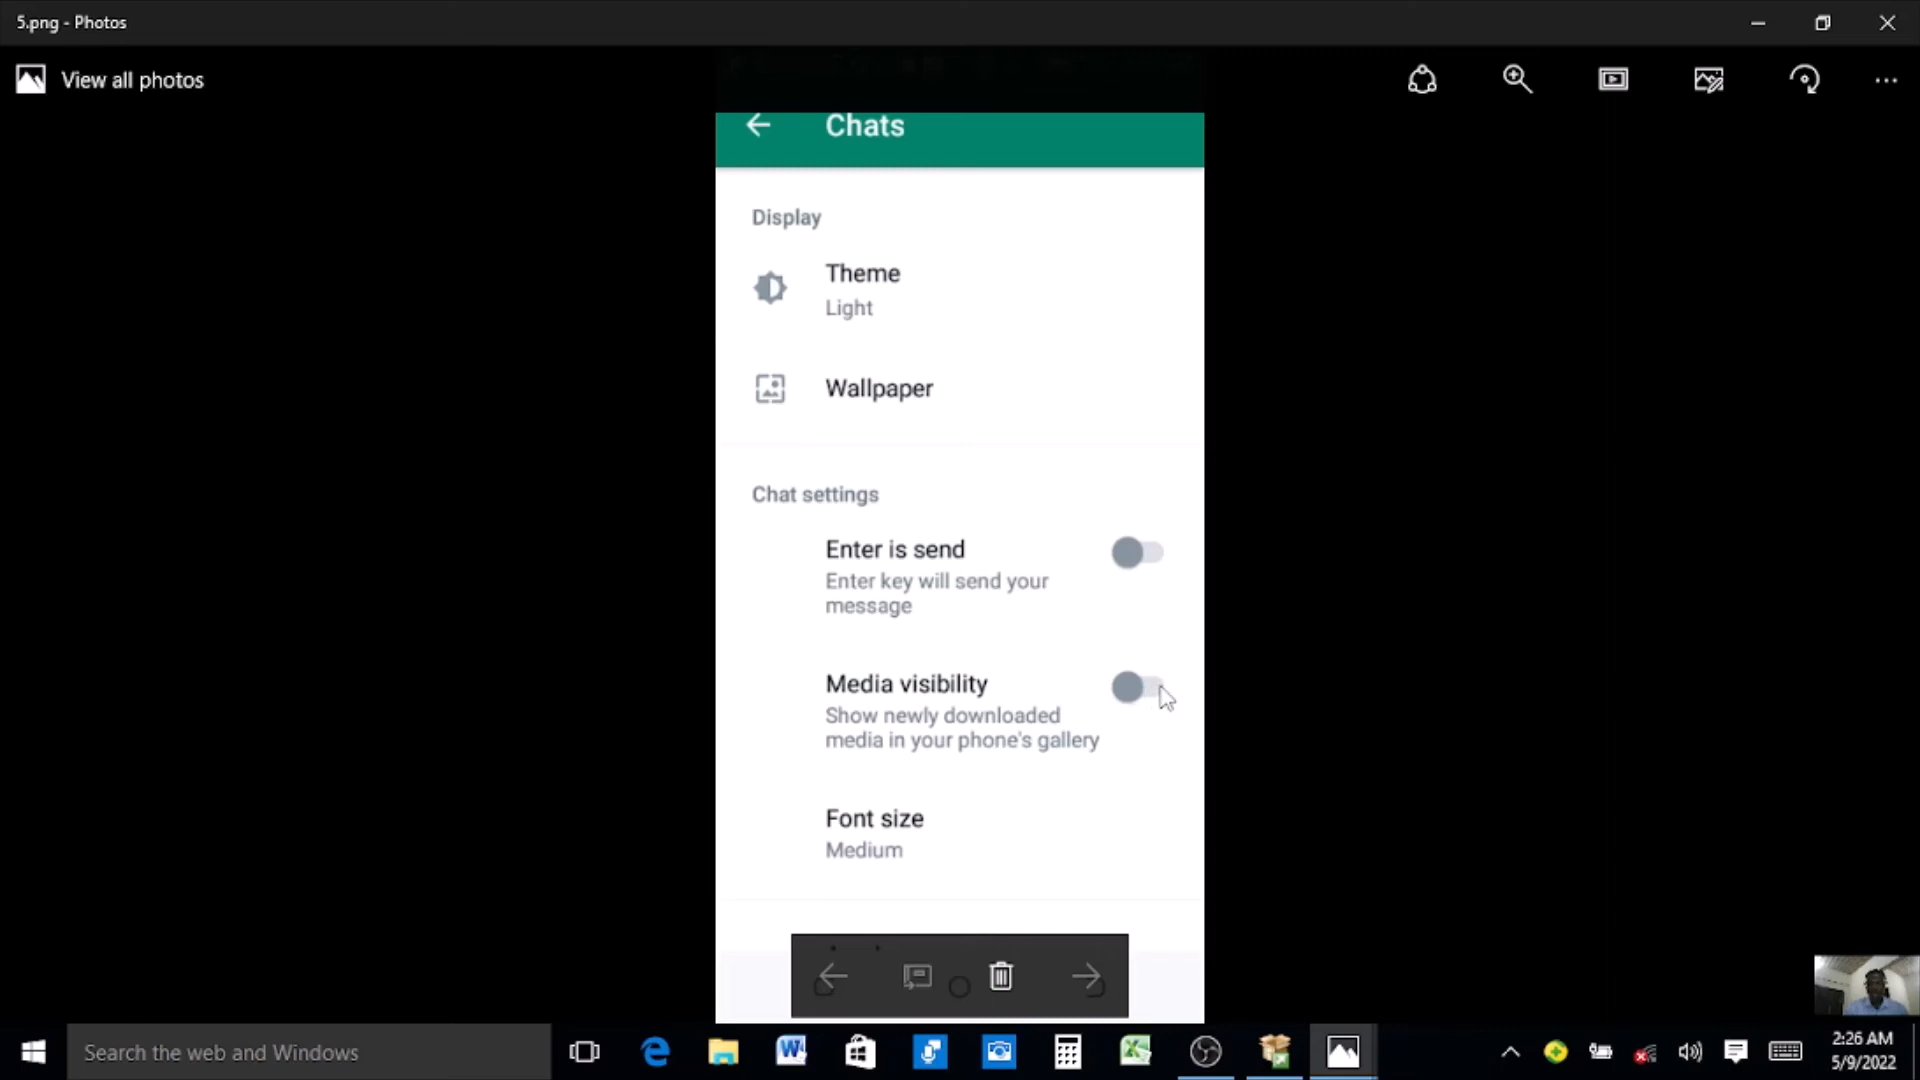 5.png - Photos
View all photos
Chats
Display
Theme
Light
Wallpaper
Chat settings
Enter is send
Enter key will send your
message
Media visibility
Show newly downloaded
media in your phone's gallery
Font size
Medium
Search the web and Windows
2:26 AM
5/9/2022